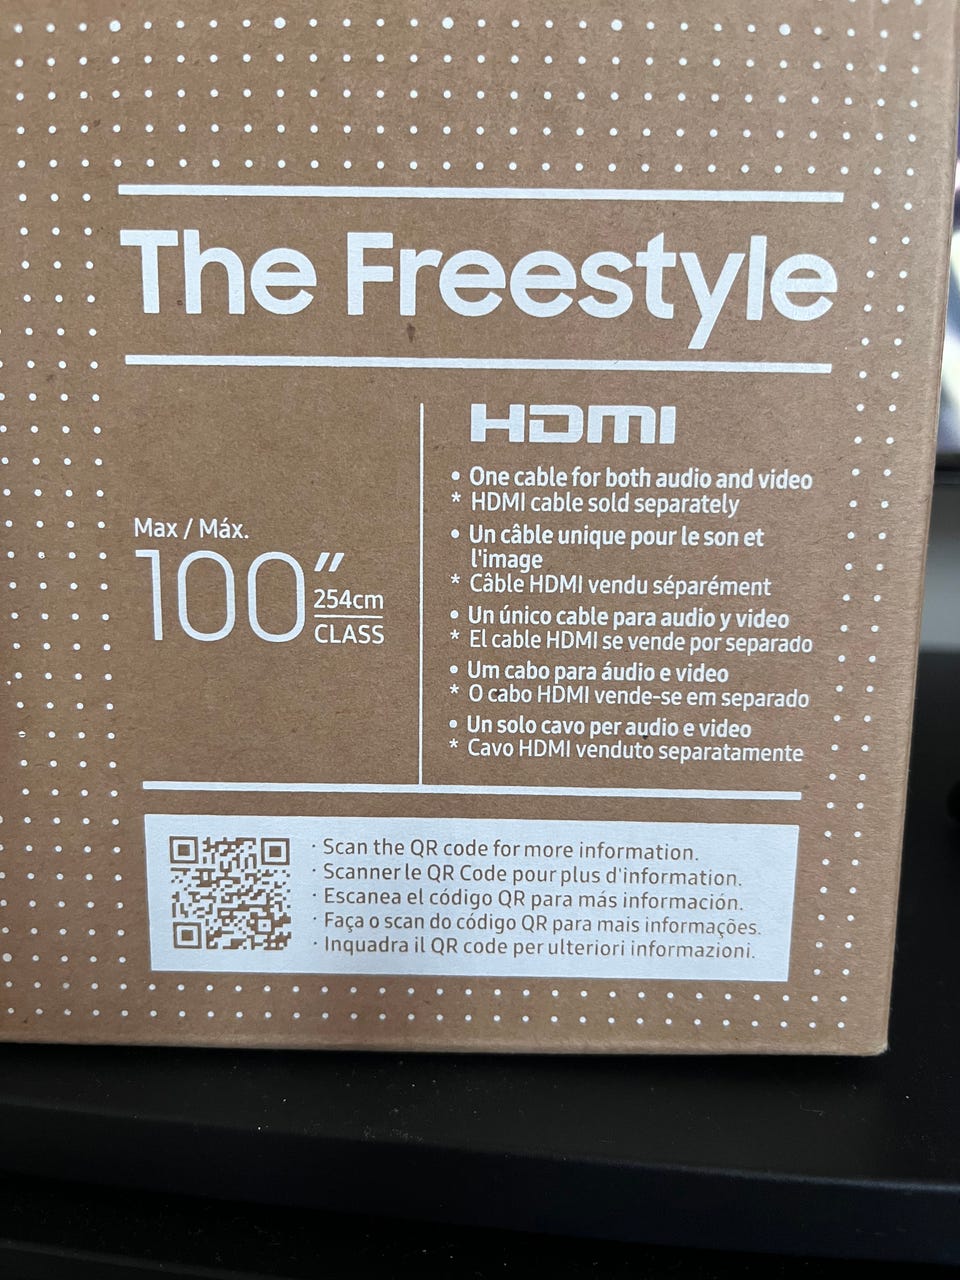 The Freestyle
Max / Máx.
100″
254cm
CLASS
HDMI
• One cable for both audio and video
* HDMI cable sold separately
• Un câble unique pour le son et
l'image
* Câble HDMI vendu séparément
• Un único cable para audio y video
* El cable HDMI se vende por separado
• Um cabo para áudio e video
* O cabo HDMI vende-se em separado
• Un solo cavo per audio e video
* Cavo HDMI venduto separatamente
· Scan the QR code for more information.
· Scanner le QR Code pour plus d'information.
· Escanea el código QR para más información.
· Faça o scan do código QR para mais informações.
· Inquadra il QR code per ulteriori informazioni.